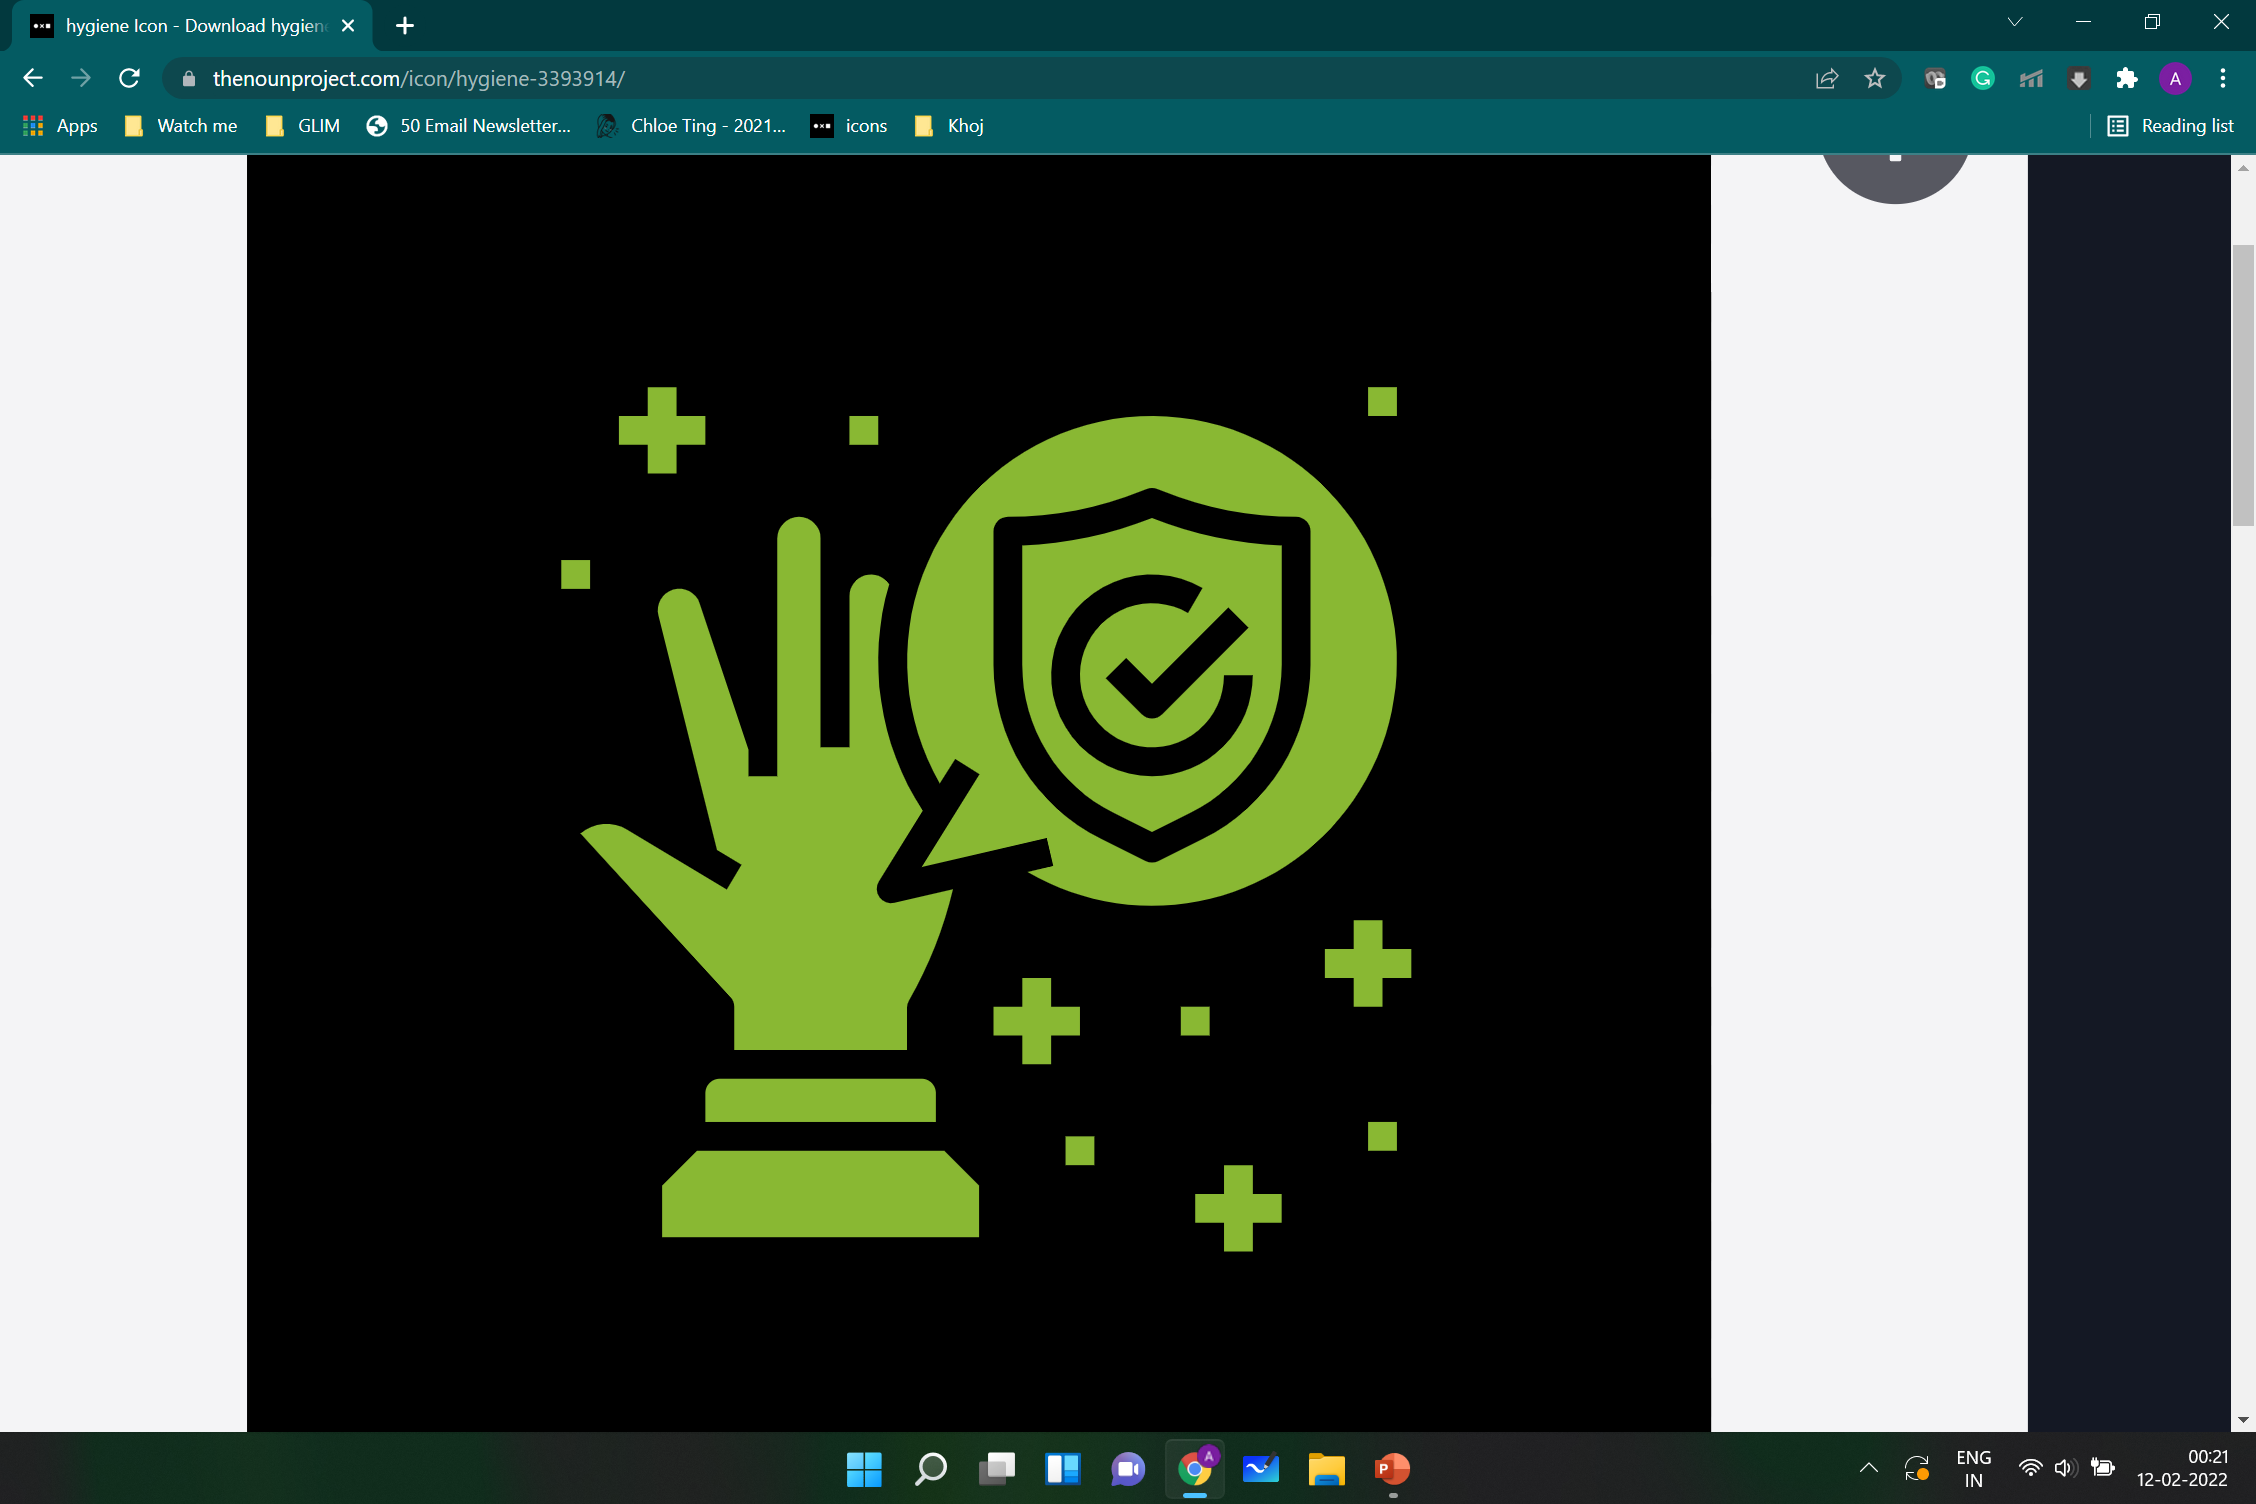 hygiene Icon - Download hygien
thenounproject.com/icon/hygiene-3393914/
A
Apps
Watch me
GLIM
50 Email Newsletter...
Chloe Ting - 2021...
icons
Khoj
Reading list
A
P
ENG
IN
00:21
12-02-2022